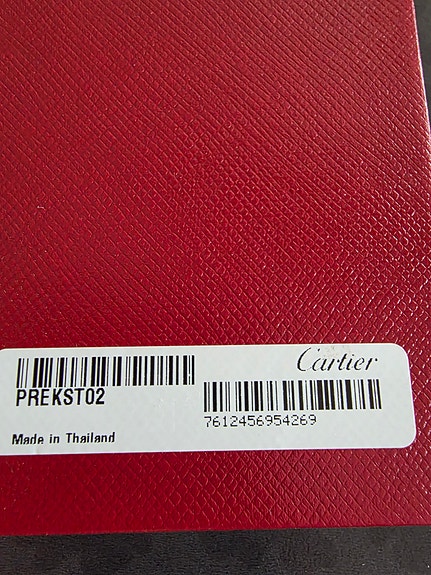 Cartier
PREKST02
7612456954269
Made in Thailand